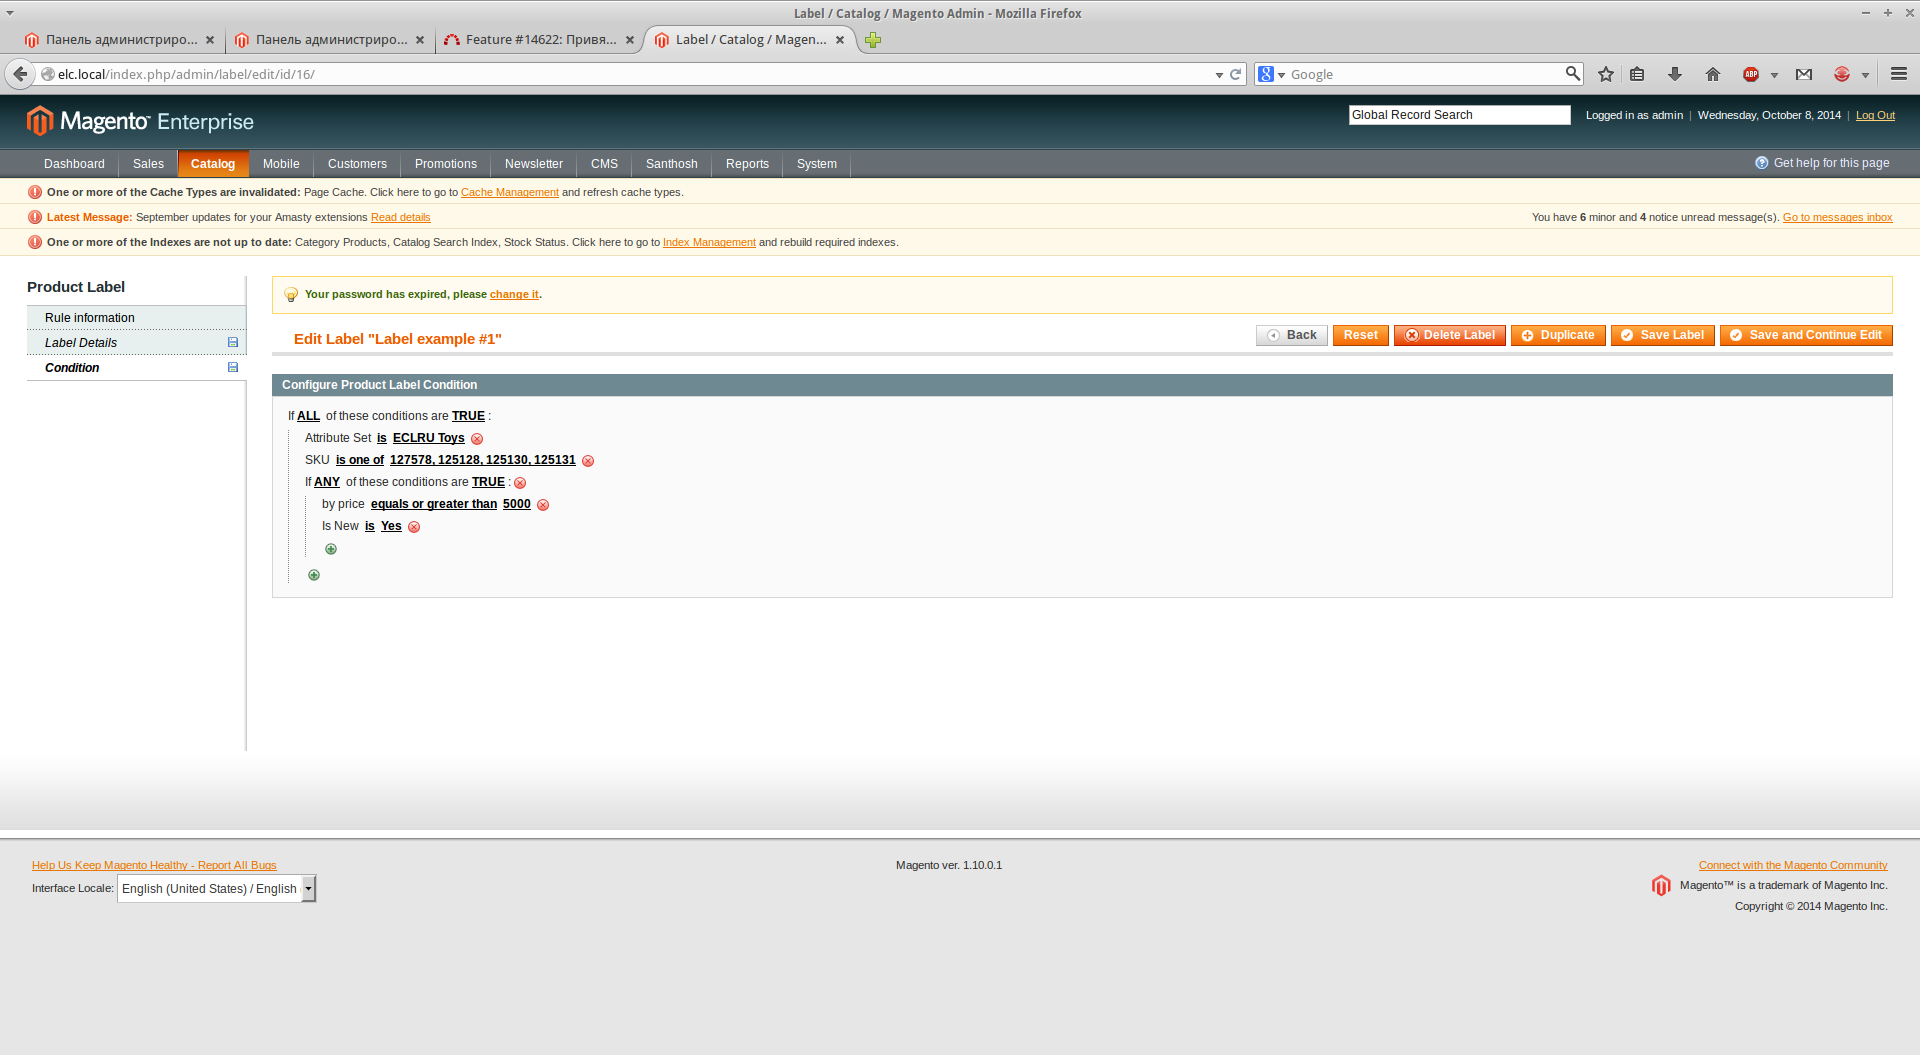 Label / Catalog / Magento Admin - Mozilla Firefox
Панель администриро...
Панель администриро...
Feature #14622: Привя...
Label / Catalog / Magen...
elc.local/index.php/admin/label/edit/id/16/
Google
ABP
Magento Enterprise
Global Record Search
Logged in as admin | Wednesday, October 8, 2014 | Log Out
Dashboard Sales Catalog Mobile Customers Promotions Newsletter CMS Santhosh Reports System
Get help for this page
One or more of the Cache Types are invalidated: Page Cache. Click here to go to Cache Management and refresh cache types.
Latest Message: September updates for your Amasty extensions Read details
You have 6 minor and 4 notice unread message(s). Go to messages inbox
One or more of the Indexes are not up to date: Category Products, Catalog Search Index, Stock Status. Click here to go to Index Management and rebuild required indexes.
Product Label
Rule information
Label Details
Condition
Your password has expired, please change it.
Edit Label "Label example #1"
Back Reset Delete Label Duplicate Save Label Save and Continue Edit
Configure Product Label Condition
If ALL of these conditions are TRUE :
Attribute Set is ECLRU Toys
SKU is one of 127578, 125128, 125130, 125131
If ANY of these conditions are TRUE :
by price equals or greater than 5000
Is New is Yes
Help Us Keep Magento Healthy - Report All Bugs
Interface Locale: English (United States) / English
Magento ver. 1.10.0.1
Connect with the Magento Community
Magento™ is a trademark of Magento Inc.
Copyright © 2014 Magento Inc.